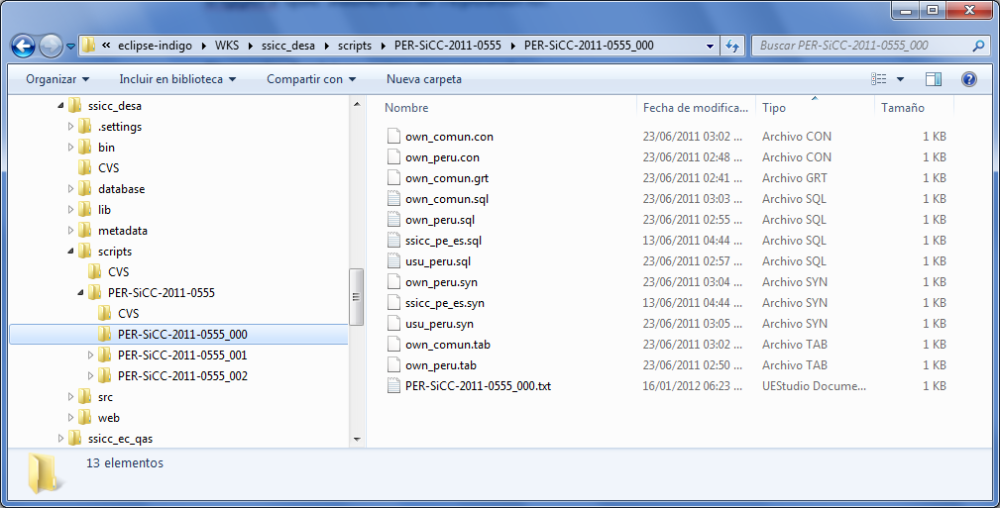 « eclipse-indigo ▸ WKS ▸ ssicc_desa ▸ scripts ▸ PER-SiCC-2011-0555 ▸ PER-SiCC-2011-0555_000
Buscar PER-SiCC-2011-0555_000
Organizar Incluir en biblioteca Compartir con Nueva carpeta
ssicc_desa
.settings
bin
CVS
database
lib
metadata
scripts
CVS
PER-SiCC-2011-0555
CVS
PER-SiCC-2011-0555_000
PER-SiCC-2011-0555_001
PER-SiCC-2011-0555_002
src
web
ssicc_ec_qas
Nombre Fecha de modifica... Tipo Tamaño
own_comun.con 23/06/2011 03:02 ... Archivo CON 1 KB
own_peru.con 23/06/2011 02:48 ... Archivo CON 1 KB
own_comun.grt 23/06/2011 02:41 ... Archivo GRT 1 KB
own_comun.sql 23/06/2011 03:03 ... Archivo SQL 1 KB
own_peru.sql 23/06/2011 02:55 ... Archivo SQL 1 KB
ssicc_pe_es.sql 13/06/2011 04:44 ... Archivo SQL 1 KB
usu_peru.sql 23/06/2011 02:57 ... Archivo SQL 1 KB
own_peru.syn 23/06/2011 03:04 ... Archivo SYN 1 KB
ssicc_pe_es.syn 13/06/2011 04:44 ... Archivo SYN 1 KB
usu_peru.syn 23/06/2011 03:05 ... Archivo SYN 1 KB
own_comun.tab 23/06/2011 03:02 ... Archivo TAB 1 KB
own_peru.tab 23/06/2011 02:50 ... Archivo TAB 1 KB
PER-SiCC-2011-0555_000.txt 16/01/2012 06:23 ... UEStudio Docume... 1 KB
13 elementos